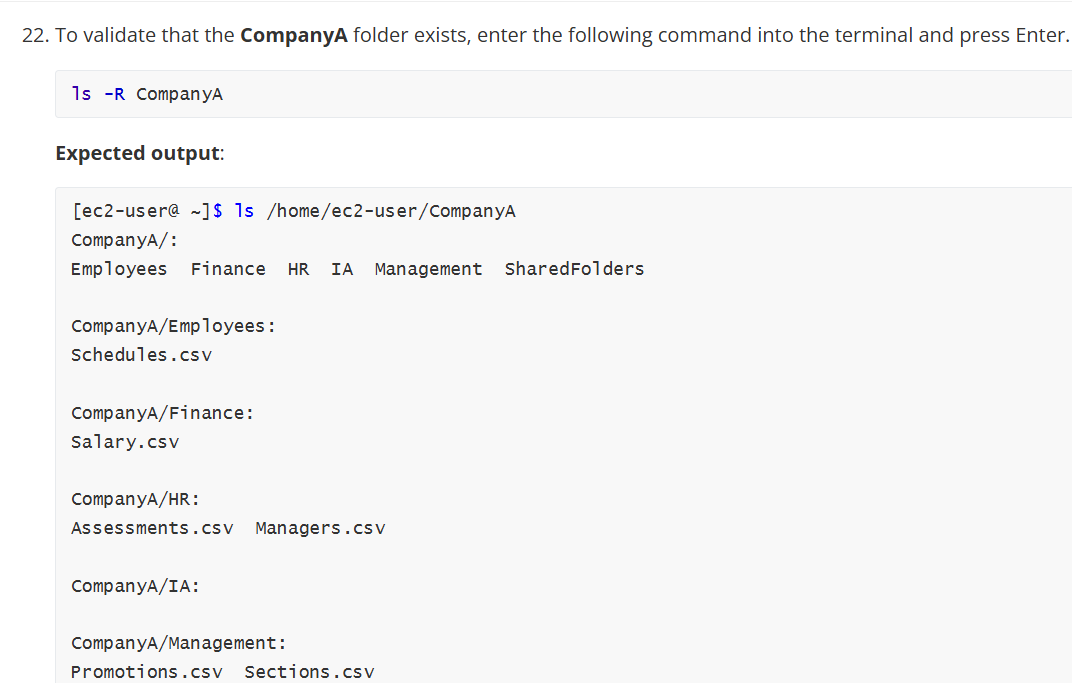 22. To validate that the CompanyA folder exists, enter the following command into the terminal and press Enter.
ls -R CompanyA
Expected output:
[ec2-user@ ~]$ ls /home/ec2-user/CompanyA
CompanyA/:
Employees  Finance  HR  IA  Management  SharedFolders
CompanyA/Employees:
Schedules.csv
CompanyA/Finance:
Salary.csv
CompanyA/HR:
Assessments.csv  Managers.csv
CompanyA/IA:
CompanyA/Management:
Promotions.csv  Sections.csv